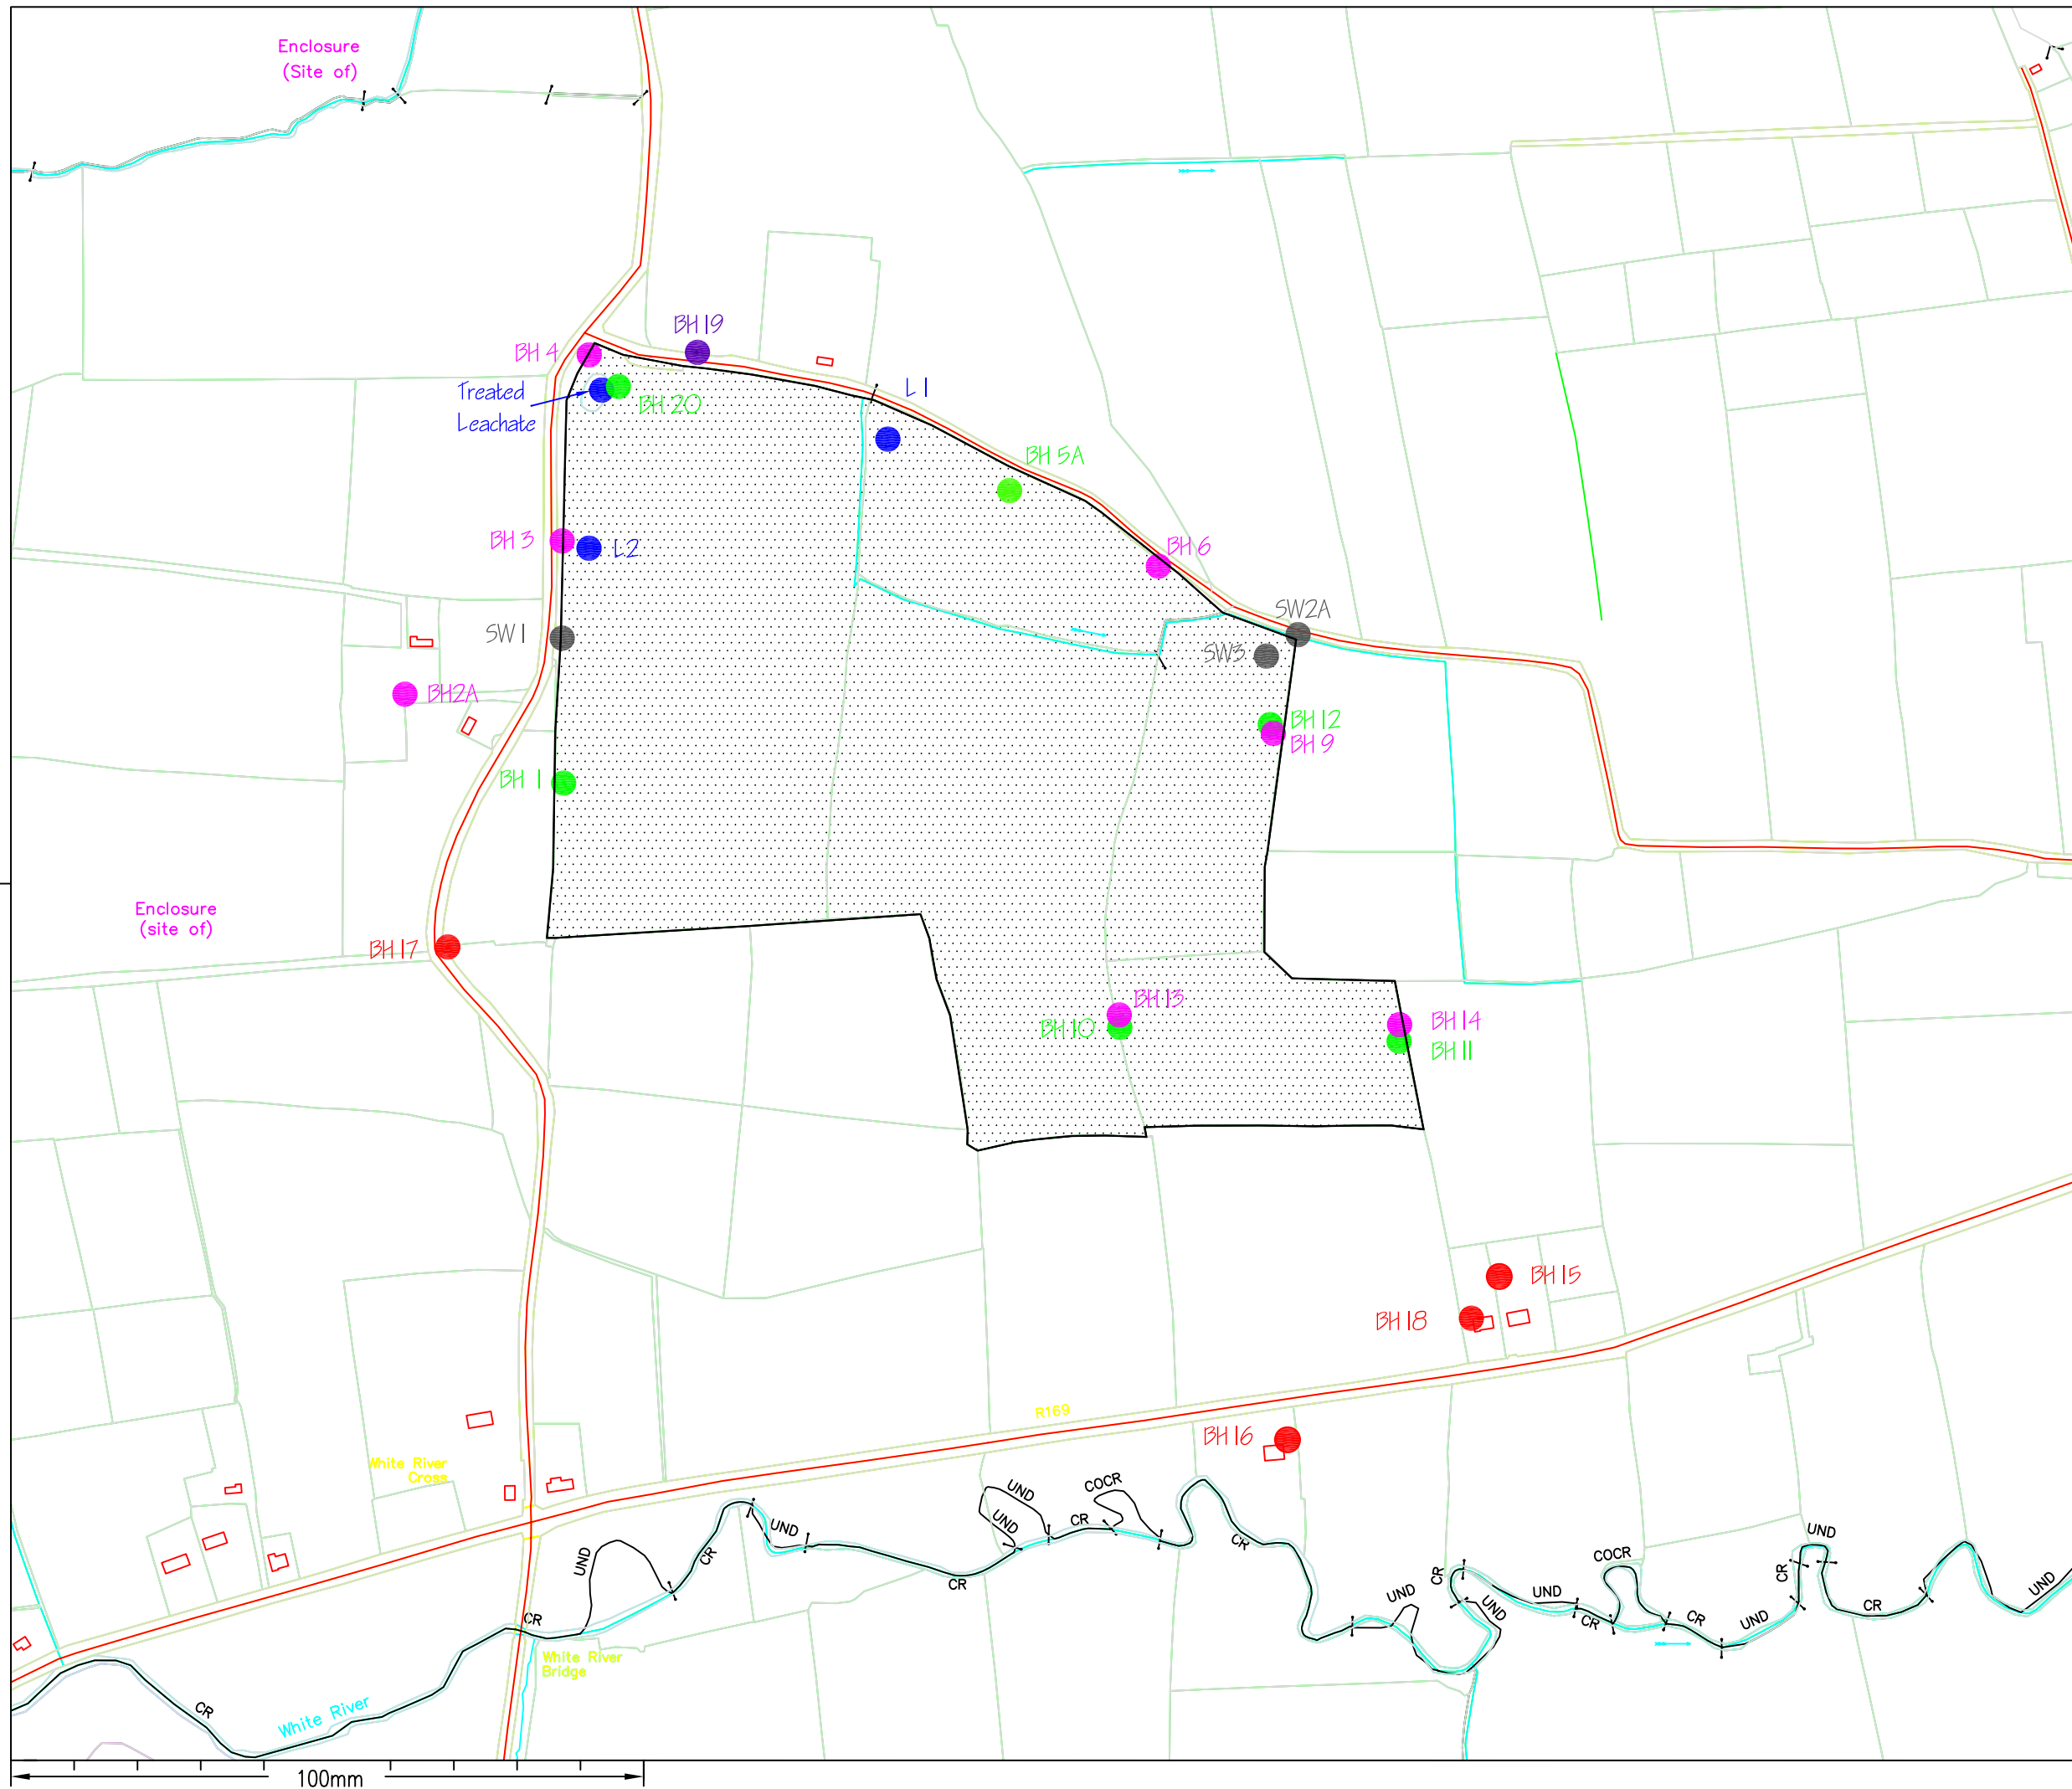 Enclosure
(Site of)
BH 19
BH 4
Treated
Leachate
BH 20
L 1
BH 5A
BH 3
L2
BH 6
SW 1
SW2A
SW3
BH2A
BH 12
BH 9
BH 1
Enclosure
(site of)
BH 17
BH 13
BH 10
BH 14
BH 11
BH 15
BH 18
R169
BH 16
White River
Cross
UND
COCR
UND
CR
UND
CR
UND
CR
CR
CR
UND
UND
CR
UND
UND
COCR
CR
CR
UND
CR
UND
CR
UND
CR
White River
Bridge
CR
White River
100mm